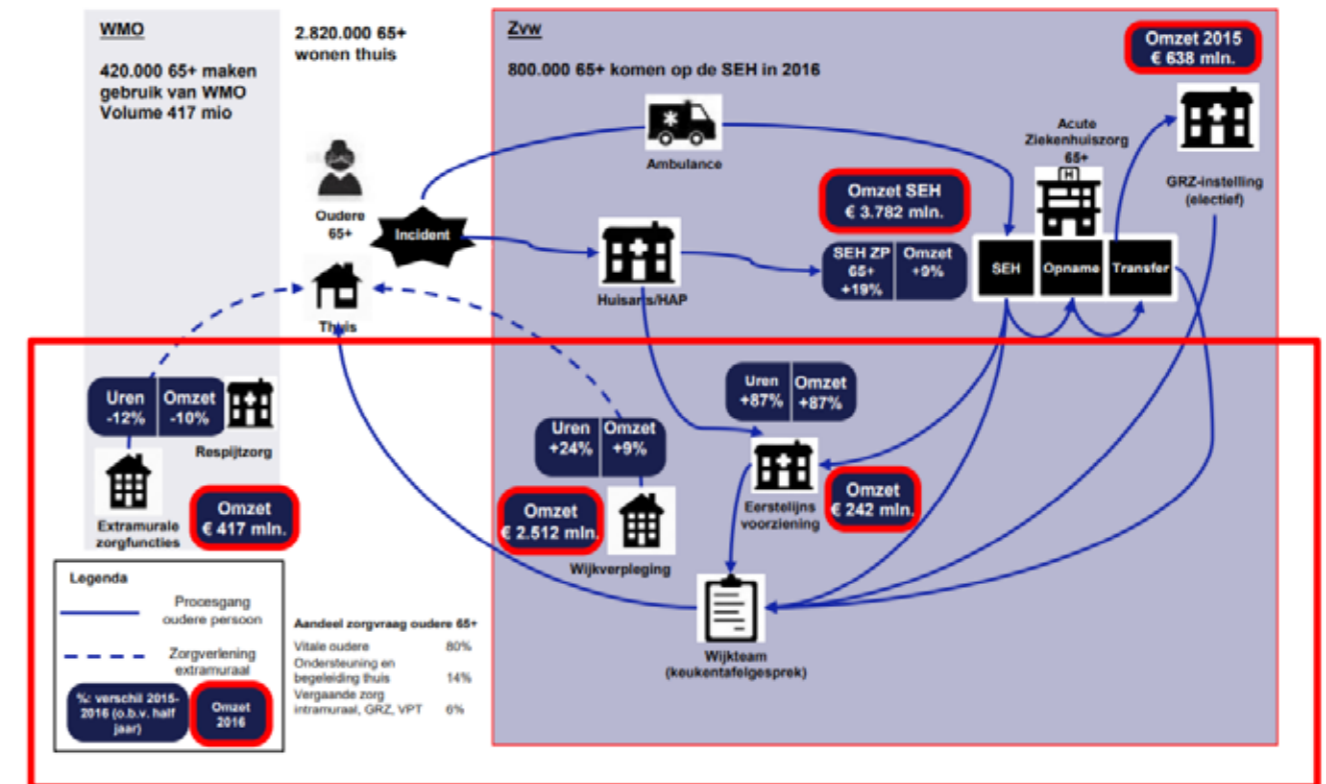 WMO
420.000 65+ maken
gebruik van WMO
Volume 417 mio
2.820.000 65+
wonen thuis
Zvw
800.000 65+ komen op de SEH in 2016
Omzet 2015
€ 638 mln.
Ambulance
Acute
Ziekenhuiszorg
65+
H
GRZ-instelling
(electief)
Oudere
65+
Incident
Huisarts/HAP
Omzet SEH
€ 3.782 mln.
SEH ZP
65+
+19%
Omzet
+9%
SEH
Opname
Transfer
Thuis
Uren
-12%
Omzet
-10%
Respijtzorg
Extramurale
zorgfuncties
Omzet
€ 417 mln.
Uren
+24%
Omzet
+9%
Omzet
€ 2.512 mln.
Wijkverpleging
Uren
+87%
Omzet
+87%
Eerstelijns
voorziening
Omzet
€ 242 mln.
Wijkteam
(keukentafelgesprek)
Legenda
Procesgang
oudere persoon
Zorgverlening
extramuraal
%: verschil 2015-
2016 (o.b.v. half
jaar)
Omzet
2016
Aandeel zorgvraag oudere 65+
Vitale oudere 80%
Ondersteuning en
begeleiding thuis 14%
Vergaande zorg
intramuraal, GRZ, VPT 6%